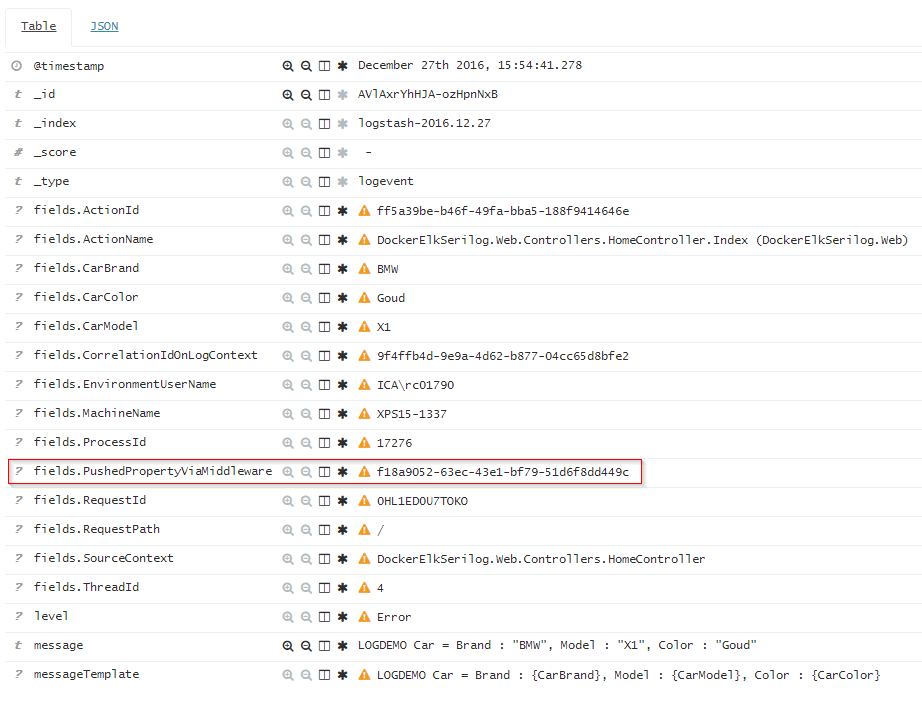 Table JSON
@timestamp December 27th 2016, 15:54:41.278
t _id AVlAxrYhHJA-ozHpnNxB
t _index logstash-2016.12.27
# _score -
t _type logevent
? fields.ActionId ff5a39be-b46f-49fa-bba5-188f9414646e
? fields.ActionName DockerElkSerilog.Web.Controllers.HomeController.Index (DockerElkSerilog.Web)
? fields.CarBrand BMW
? fields.CarColor Goud
? fields.CarModel X1
? fields.CorrelationIdOnLogContext 9f4ffb4d-9e9a-4d62-b877-04cc65d8bfe2
? fields.EnvironmentUserName ICA\rc01790
? fields.MachineName XPS15-1337
? fields.ProcessId 17276
? fields.PushedPropertyViaMiddleware f18a9052-63ec-43e1-bf79-51d6f8dd449c
? fields.RequestId 0HL1ED0U7TOKO
? fields.RequestPath /
? fields.SourceContext DockerElkSerilog.Web.Controllers.HomeController
? fields.ThreadId 4
? level Error
t message LOGDEMO Car = Brand : "BMW", Model : "X1", Color : "Goud"
? messageTemplate LOGDEMO Car = Brand : {CarBrand}, Model : {CarModel}, Color : {CarColor}